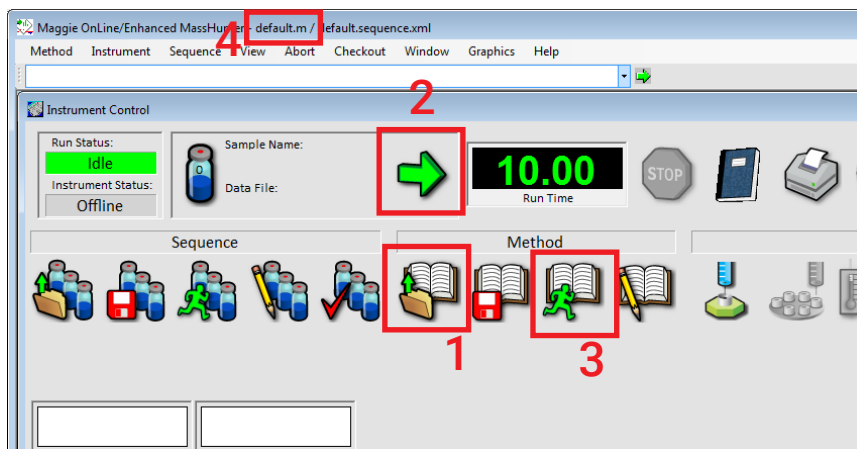 Maggie OnLine/Enhanced MassHunter - default.m / default.sequence.xml
4
Method Instrument Sequence View Abort Checkout Window Graphics Help
2
Instrument Control
Run Status:
Idle
Instrument Status:
Offline
0
Sample Name:
Data File:
10.00
Run Time
STOP
Sequence
Method
1
3